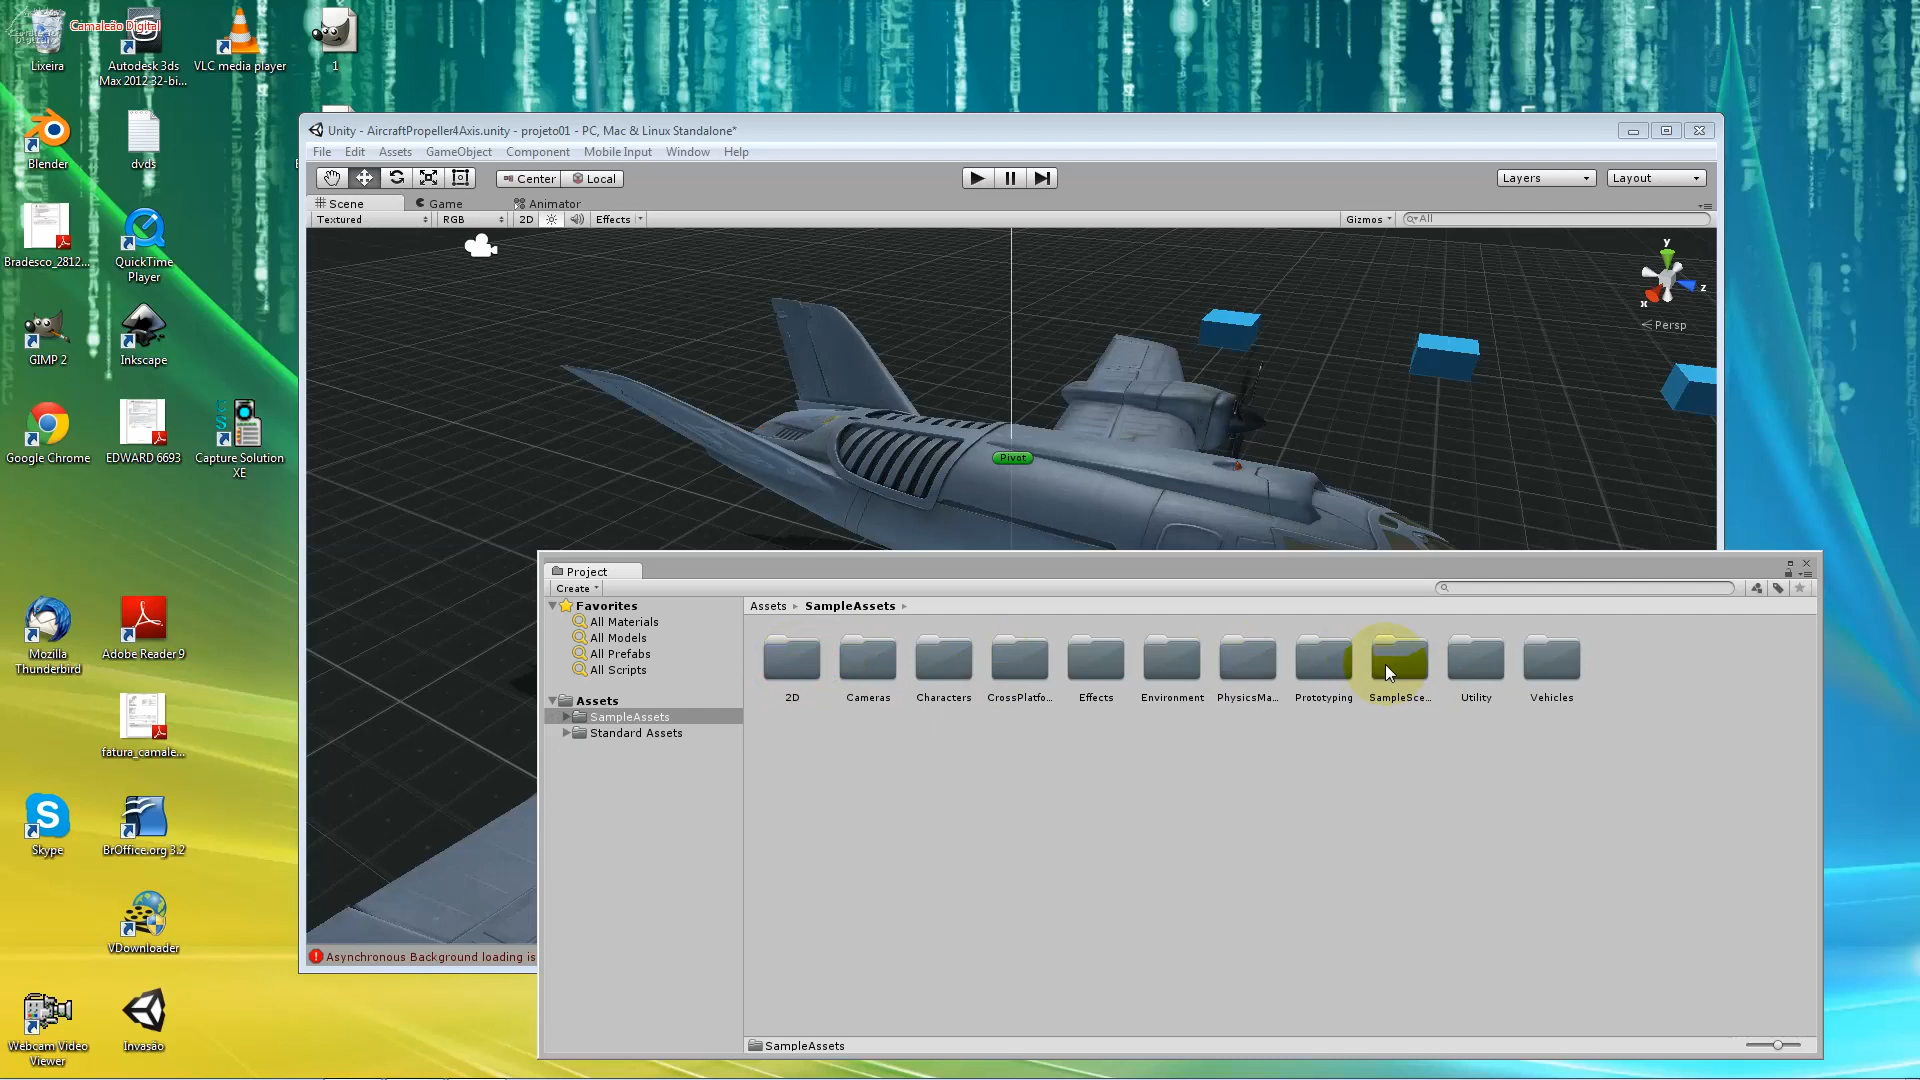 Camaleão Digital
Lixeira
Autodesk 3ds
Max 2012 32-bi...
VLC media player
1
Blender
dvds
Bradesco_2812...
QuickTime
Player
GIMP 2
Inkscape
Google Chrome
EDWARD 6693
Capture Solution
XE
Mozilla
Thunderbird
Adobe Reader 9
fatura_camale...
Skype
BrOffice.org 3.2
VDownloader
Webcam Video
Viewer
Invasão
Unity - AircraftPropeller4Axis.unity - projeto01 - PC, Mac & Linux Standalone*
File Edit Assets GameObject Component Mobile Input Window Help
Center Local Layers Layout
Scene Game Animator
Textured RGB 2D Effects Gizmos All
y
z
x
Persp
Pivot
Asynchronous Background loading is
Project
Create
Favorites
All Materials
All Models
All Prefabs
All Scripts
Assets
SampleAssets
Standard Assets
Assets SampleAssets
2D Cameras Characters CrossPlatfo... Effects Environment PhysicsMa... Prototyping SampleSce... Utility Vehicles
SampleAssets